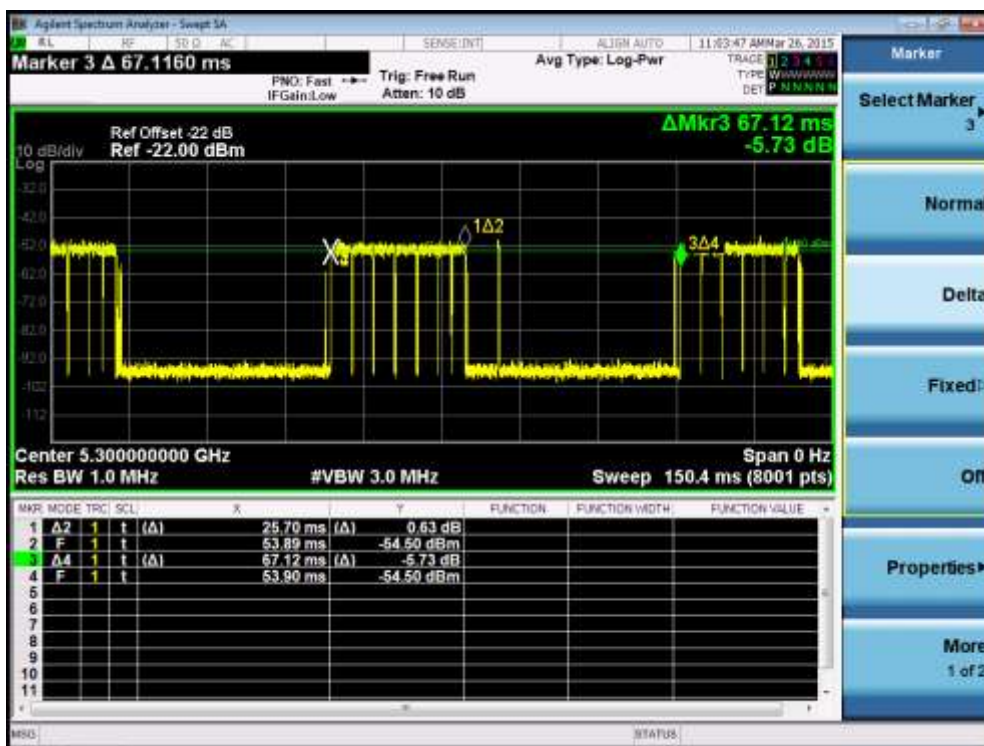 Agilent Spectrum Analyzer - Swept SA
RL RF 50 Ω AC SENSE:INT ALIGN AUTO 11:03:47 AM Mar 26, 2015
Marker 3 Δ 67.1160 ms
PNO: Fast
IFGain:Low
Trig: Free Run
Atten: 10 dB
Avg Type: Log-Pwr
TRACE 1 2 3 4 5 6
TYPE WWWWWW
DET P N N N N N
Ref Offset -22 dB
10 dB/div Ref -22.00 dBm
Log
ΔMkr3 67.12 ms
-5.73 dB
-32.0
-42.0
-52.0
-62.0
-72.0
-82.0
-92.0
-102
-112
1Δ2
3Δ4
Center 5.300000000 GHz
Span 0 Hz
Res BW 1.0 MHz
#VBW 3.0 MHz
Sweep 150.4 ms (8001 pts)
MKR MODE TRC SCL X Y FUNCTION FUNCTION WIDTH FUNCTION VALUE
1 Δ2 1 t (Δ) 25.70 ms (Δ) 0.63 dB
2 F 1 t 53.89 ms -54.50 dBm
3 Δ4 1 t (Δ) 67.12 ms (Δ) -5.73 dB
4 F 1 t 53.90 ms -54.50 dBm
5
6
7
8
9
10
11
MSG STATUS
Marker
Select Marker
3
Norma
Delta
Fixed
Off
Properties
More
1 of 2